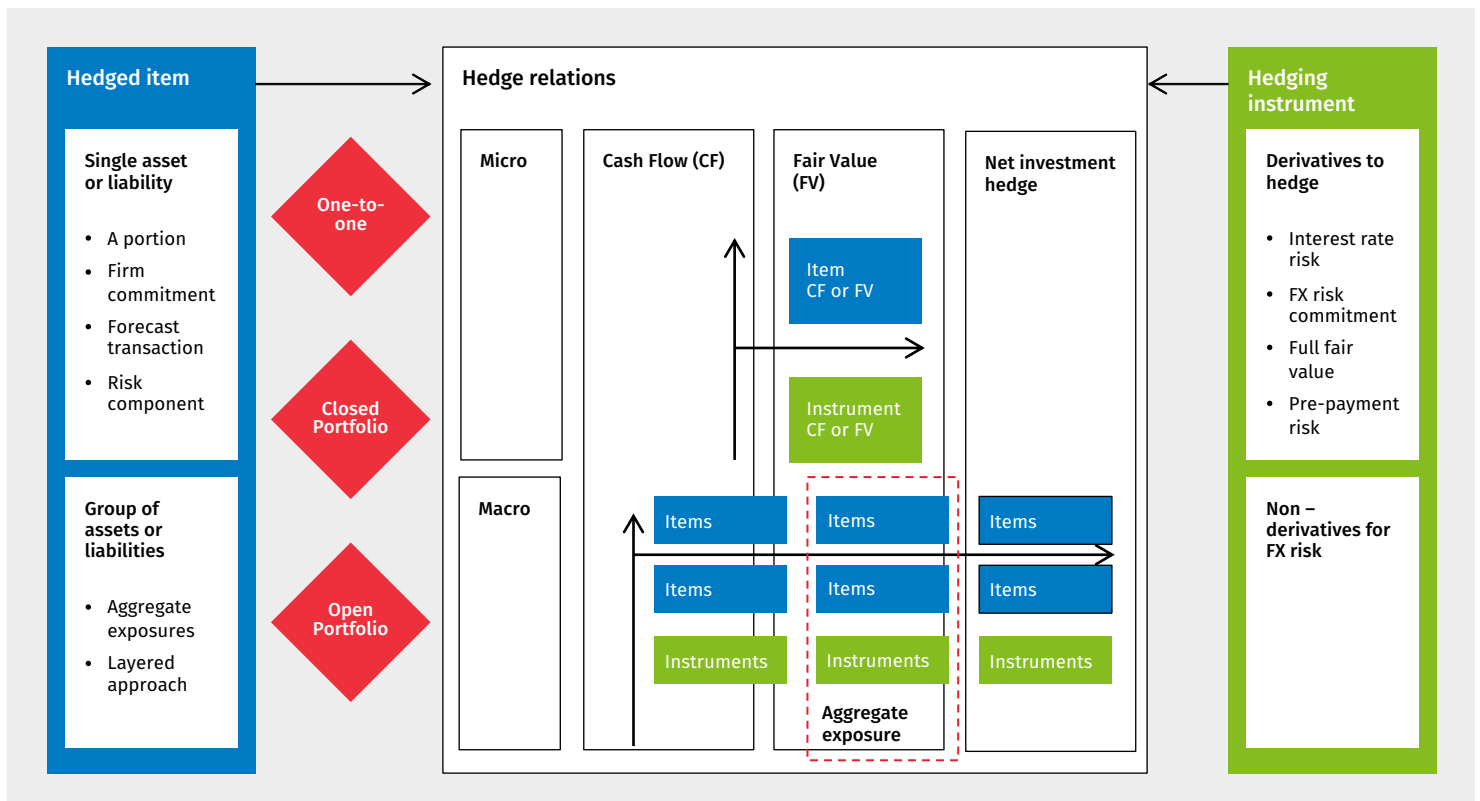 Hedged item
Single asset
or liability
• A portion
• Firm
commitment
• Forecast
transaction
• Risk
component
Group of
assets or
liabilities
• Aggregate
exposures
• Layered
approach
One-to-
one
Closed
Portfolio
Open
Portfolio
Hedge relations
Micro
Cash Flow (CF)
Fair Value
(FV)
Net investment
hedge
Item
CF or FV
Instrument
CF or FV
Macro
Items
Items
Items
Items
Items
Items
Instruments
Instruments
Instruments
Aggregate
exposure
Hedging
instrument
Derivatives to
hedge
• Interest rate
risk
• FX risk
commitment
• Full fair
value
• Pre-payment
risk
Non –
derivatives for
FX risk